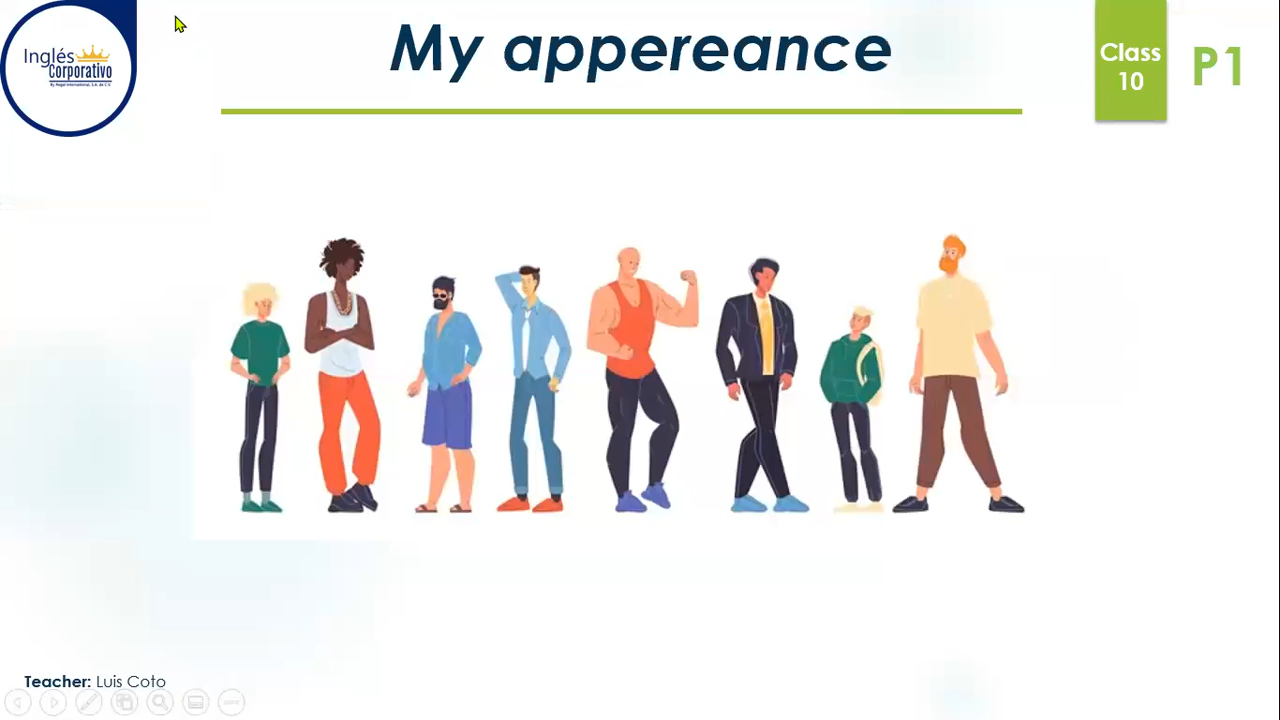 Inglés
Corporativo
My appereance
Class
10
P1
Teacher: Luis Coto